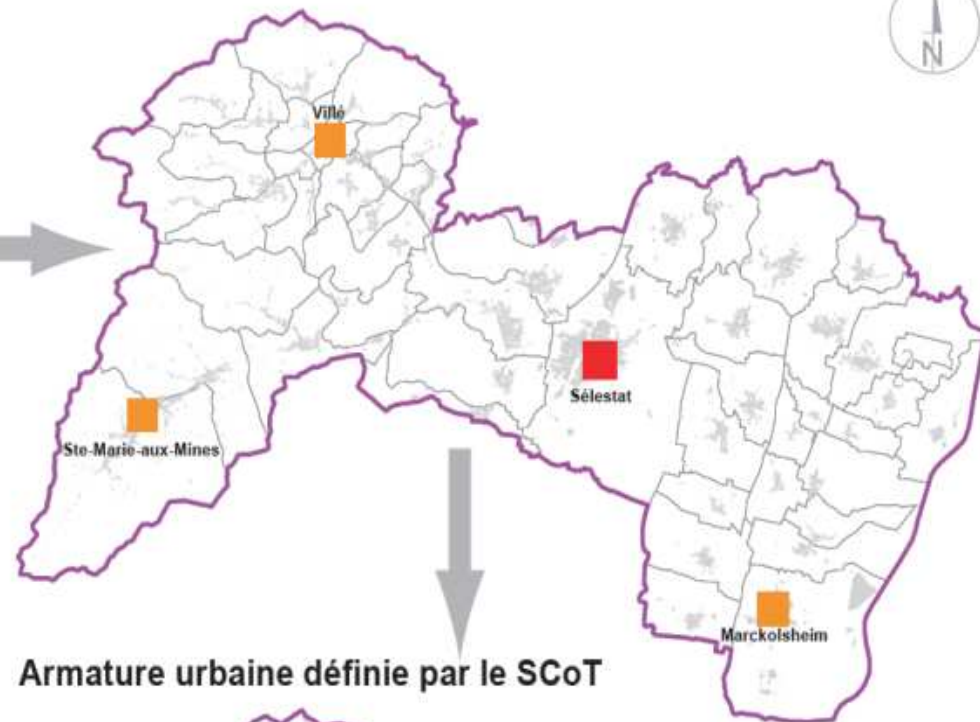 N
Villé
Sélestat
Ste-Marie-aux-Mines
Marckolsheim
Armature urbaine définie par le SCoT